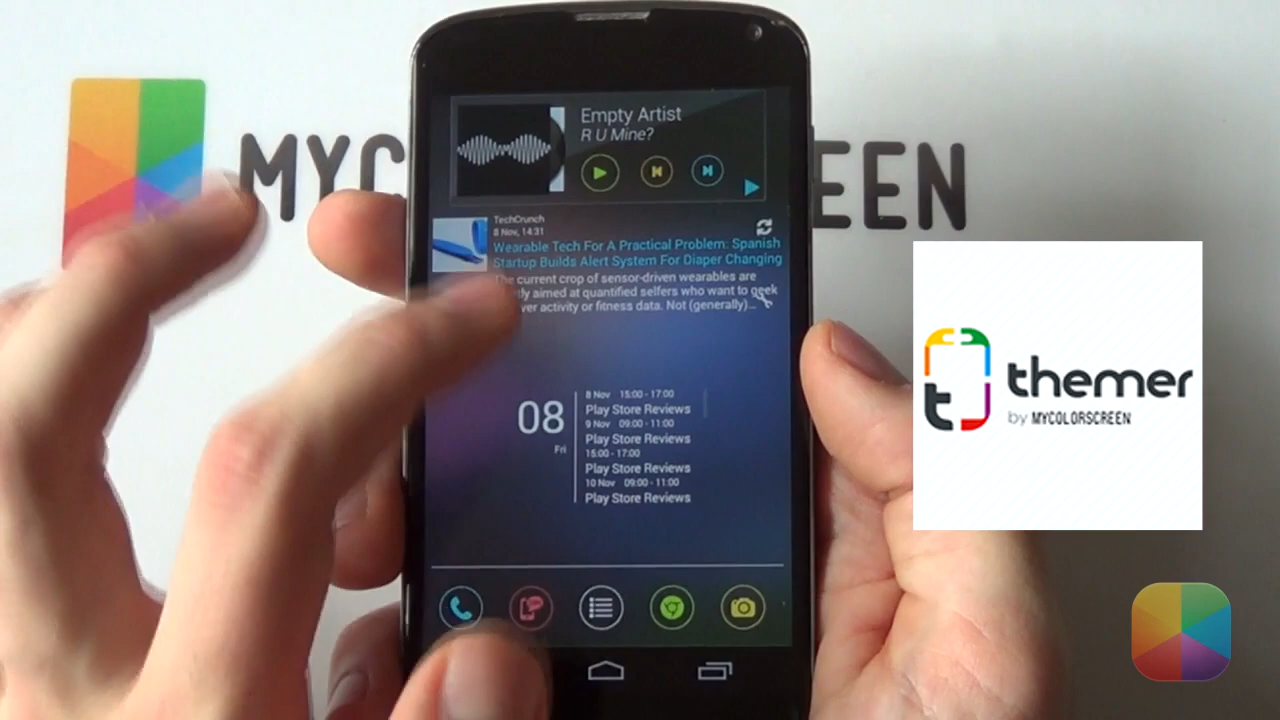 MYC
EEN
Empty Artist
R U Mine?
TechCrunch
8 Nov, 14:31
Wearable Tech For A Practical Problem: Spanish
Startup Builds Alert System For Diaper Changing
The current crop of sensor-driven wearables are
aimed at quantified selfers who want to geek
activity or fitness data. Not (generally)...
08
Fri
8 Nov 15:00 - 17:00
Play Store Reviews
9 Nov 09:00 - 11:00
Play Store Reviews
15:00 - 17:00
Play Store Reviews
10 Nov 09:00 - 11:00
Play Store Reviews
t
themer
by MYCOLORSCREEN